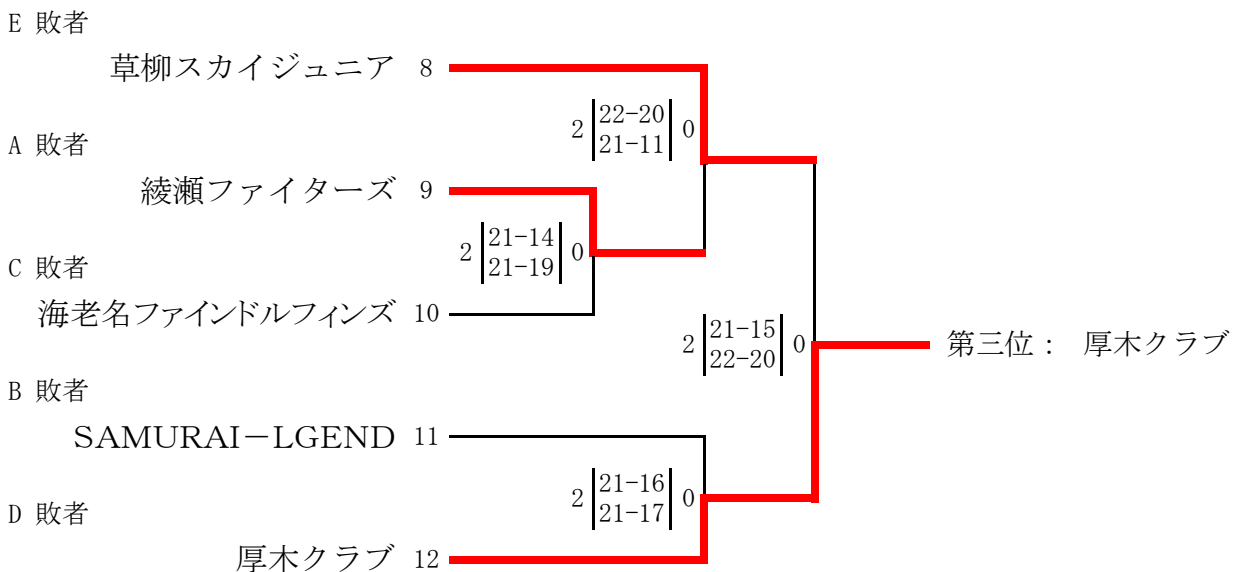 E 敗者
草柳スカイジュニア 8
2 22-20 0
21-11
A 敗者
綾瀬ファイターズ 9
2 21-14 0
21-19
C 敗者
海老名ファインドルフィンズ 10
2 21-15 0
22-20
第三位： 厚木クラブ
B 敗者
SAMURAI－LGEND 11
2 21-16 0
21-17
D 敗者
厚木クラブ 12